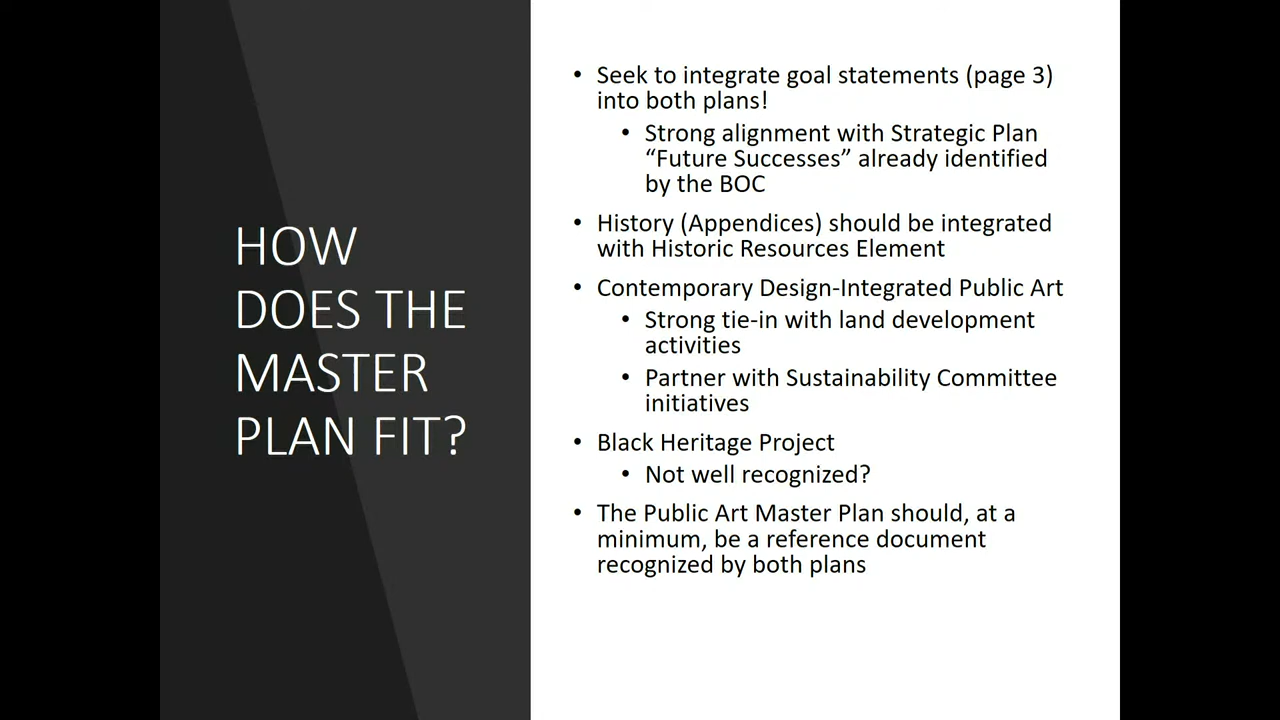 HOW
DOES THE
MASTER
PLAN FIT?
• Seek to integrate goal statements (page 3)
into both plans!
• Strong alignment with Strategic Plan
“Future Successes” already identified
by the BOC
• History (Appendices) should be integrated
with Historic Resources Element
• Contemporary Design-Integrated Public Art
• Strong tie-in with land development
activities
• Partner with Sustainability Committee
initiatives
• Black Heritage Project
• Not well recognized?
• The Public Art Master Plan should, at a
minimum, be a reference document
recognized by both plans